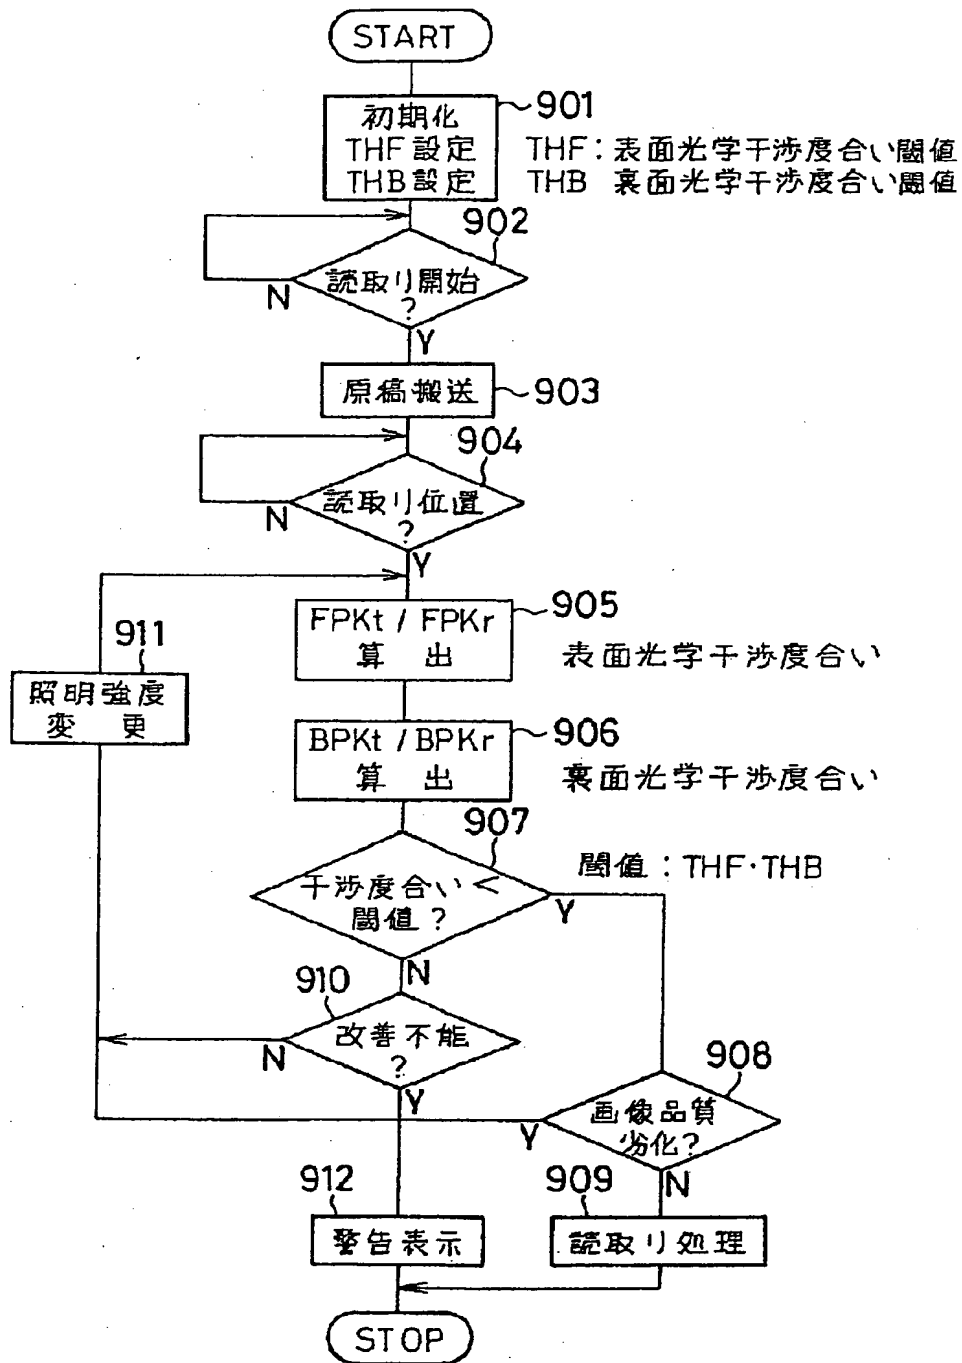 START
901
初期化
THF設定 THF：表面光学干渉度合い閾値
THB設定 THB 裏面光学干渉度合い閾値
902
読取り開始
?
N
Y
原稿搬送
903
904
読取り位置
?
N
Y
FPKt / FPKr
算出
905
表面光学干渉度合い
911
照明強度
変更
BPKt / BPKr
算出
906
裏面光学干渉度合い
907
閾値：THF・THB
干渉度合い<
閾値?
Y
N
910
改善不能
?
N
Y
908
画像品質
劣化?
Y
N
912
警告表示
909
読取り処理
STOP